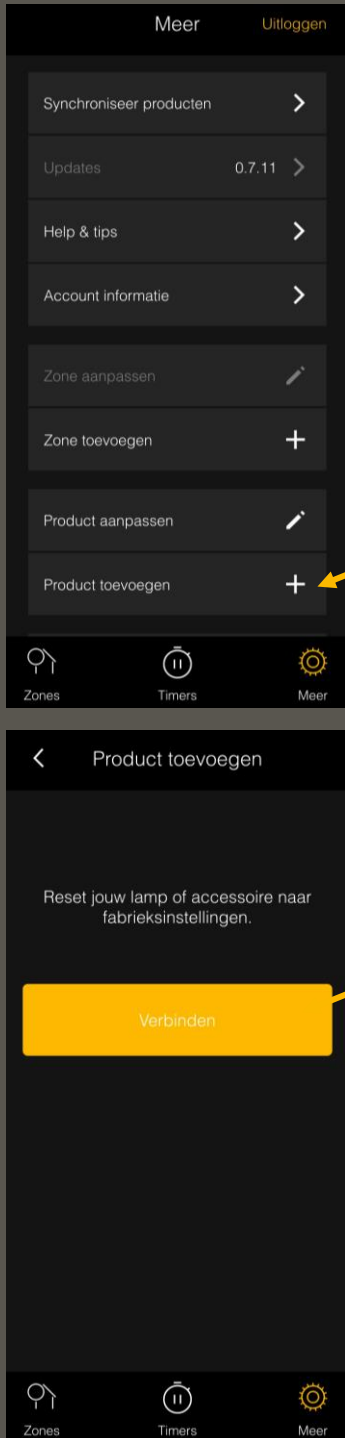 Meer Uitloggen
Synchroniseer producten
Updates 0.7.11
Help & tips
Account informatie
Zone aanpassen
Zone toevoegen
Product aanpassen
Product toevoegen
Zones Timers Meer
Product toevoegen
Reset jouw lamp of accessoire naar
fabrieksinstellingen.
Verbinden
Zones Timers Meer